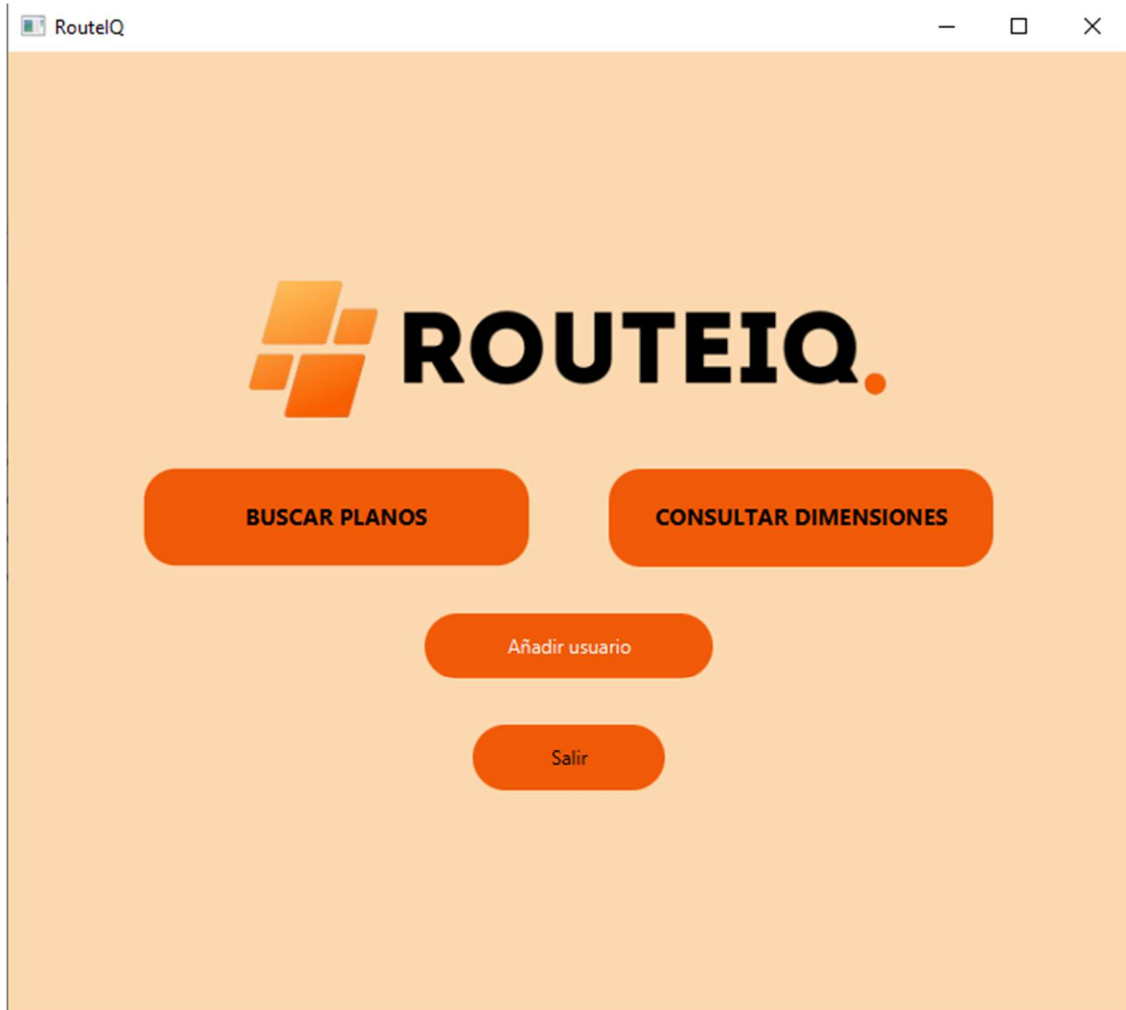 RouteIQ
ROUTEIQ.
BUSCAR PLANOS
CONSULTAR DIMENSIONES
Añadir usuario
Salir